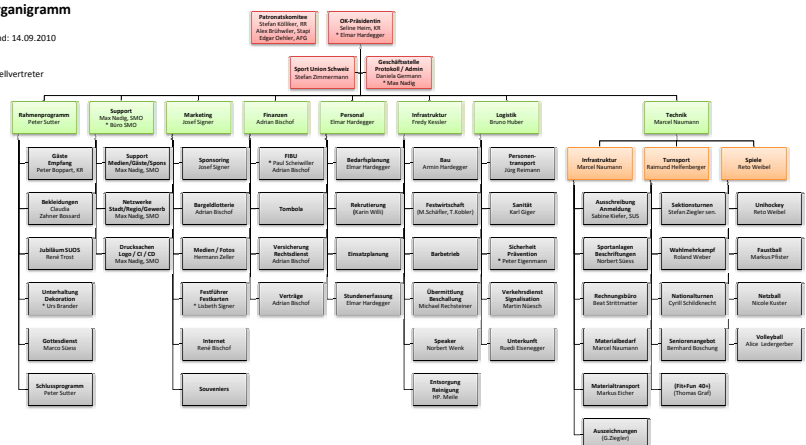 rganigramm
nd: 14.09.2010
ellvertreter
Patronatskomitee
Stefan Kölliker, RR
Alex Brühwiler, Stapi
Edgar Oehler, AFG
OK-Präsidentin
Seline Heim, KR
* Elmar Hardegger
Sport Union Schweiz
Stefan Zimmermann
Geschäftsstelle
Protokoll / Admin
Daniela Germann
* Max Nadig
Rahmenprogramm
Peter Sutter
Support
Max Nadig, SMO
* Büro SMO
Marketing
Josef Signer
Finanzen
Adrian Bischof
Personal
Elmar Hardegger
Infrastruktur
Fredy Kessler
Logistik
Bruno Huber
Technik
Marcel Naumann
Gäste
Empfang
Peter Boppart, KR
Support
Medien/Gäste/Spons
Max Nadig, SMO
Sponsoring
Josef Signer
FIBU
* Paul Scheiwiller
Adrian Bischof
Bedarfsplanung
Elmar Hardegger
Bau
Armin Hardegger
Personen-
transport
Jürg Reimann
Infrastruktur
Marcel Naumann
Turnsport
Raimund Helfenberger
Spiele
Reto Weibel
Bekleidungen
Claudia
Zahner Bossard
Netzwerke
Stadt/Regio/Gewerb
Max Nadig, SMO
Bargeldlotterie
Adrian Bischof
Tombola
Rekrutierung
(Karin Willi)
Festwirtschaft
(M.Schäfler, T.Kobler)
Sanität
Karl Giger
Ausschreibung
Anmeldung
Sabine Kiefer, SUS
Sektionsturnen
Stefan Ziegler sen.
Unihockey
Reto Weibel
Jubiläum SUOS
René Trost
Drucksachen
Logo / CI / CD
Max Nadig, SMO
Medien / Fotos
Hermann Zeller
Versicherung
Rechtsdienst
Adrian Bischof
Einsatzplanung
Barbetrieb
Sicherheit
Prävention
* Peter Eigenmann
Sportanlagen
Beschriftungen
Norbert Süess
Wahlmehrkampf
Roland Weber
Faustball
Markus Pfister
Unterhaltung
Dekoration
* Urs Brander
Festführer
Festkarten
* Lisbeth Signer
Verträge
Adrian Bischof
Stundenerfassung
Elmar Hardegger
Übermittlung
Beschallung
Michael Rechsteiner
Verkehrsdienst
Signalisation
Martin Nüesch
Rechnungsbüro
Beat Strittmatter
Nationalturnen
Cyrill Schildknecht
Netzball
Nicole Kuster
Gottesdienst
Marco Süess
Internet
René Bischof
Speaker
Norbert Wenk
Unterkunft
Ruedi Eisenegger
Materialbedarf
Marcel Naumann
Seniorenangebot
Bernhard Boschung
Volleyball
Alice Ledergerber
Schlussprogramm
Peter Sutter
Souveniers
Entsorgung
Reinigung
HP. Meile
Materialtransport
Markus Eicher
(Fit+Fun 40+)
(Thomas Graf)
Auszeichnungen
(G.Ziegler)